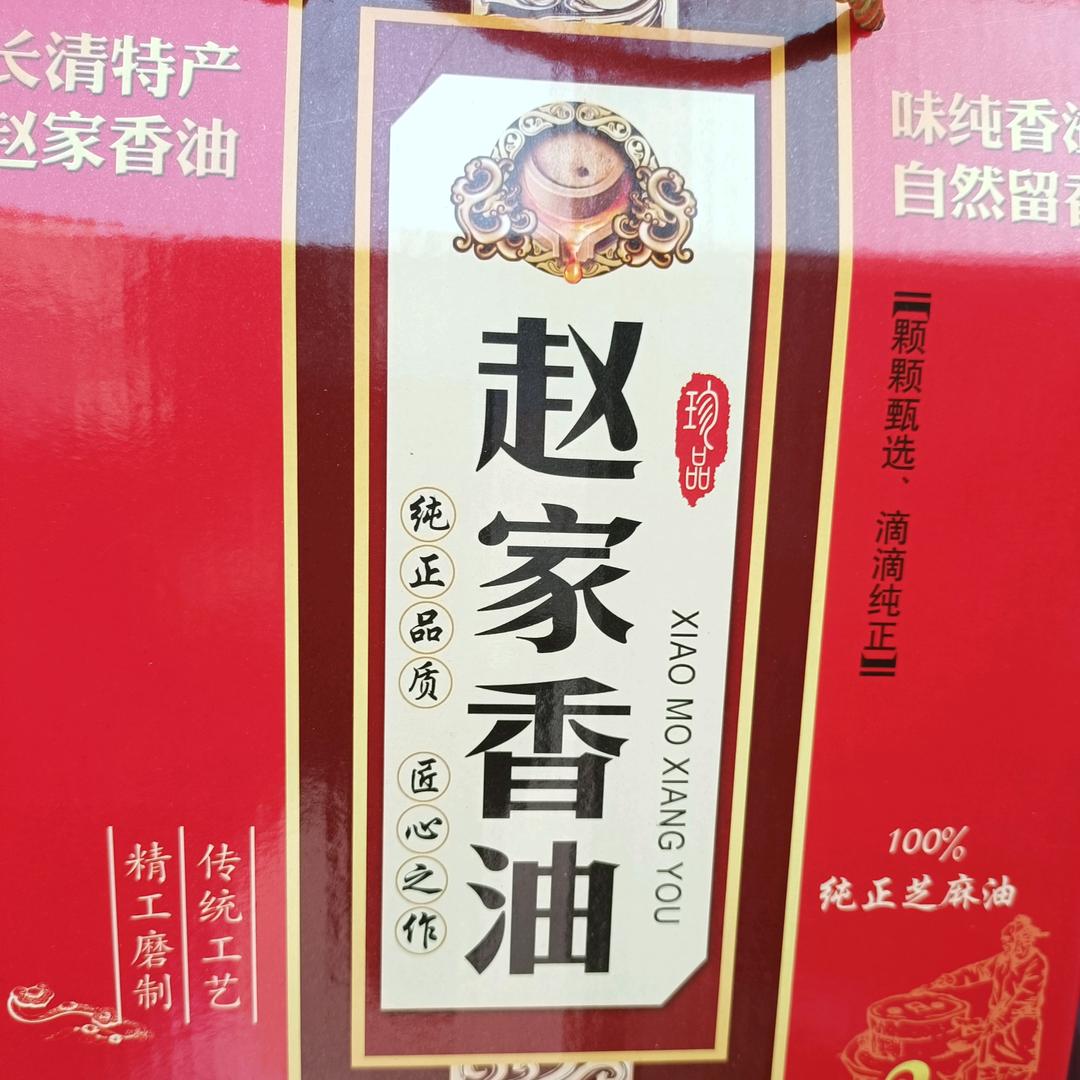 长清特产
赵家香油
味纯香
自然留香
赵家香油
珍品
纯正品质
匠心之作
XIAO MO XIANG YOU
【颗颗甄选、滴滴纯正】
传统工艺
精工磨制
100%
纯正芝麻油